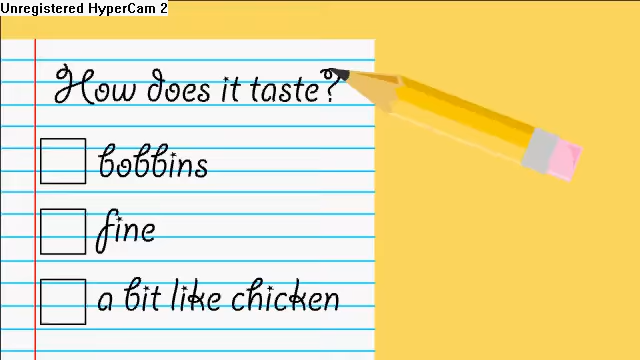 Unregistered HyperCam 2
How does it taste?
bobbins
fine
a bit like chicken